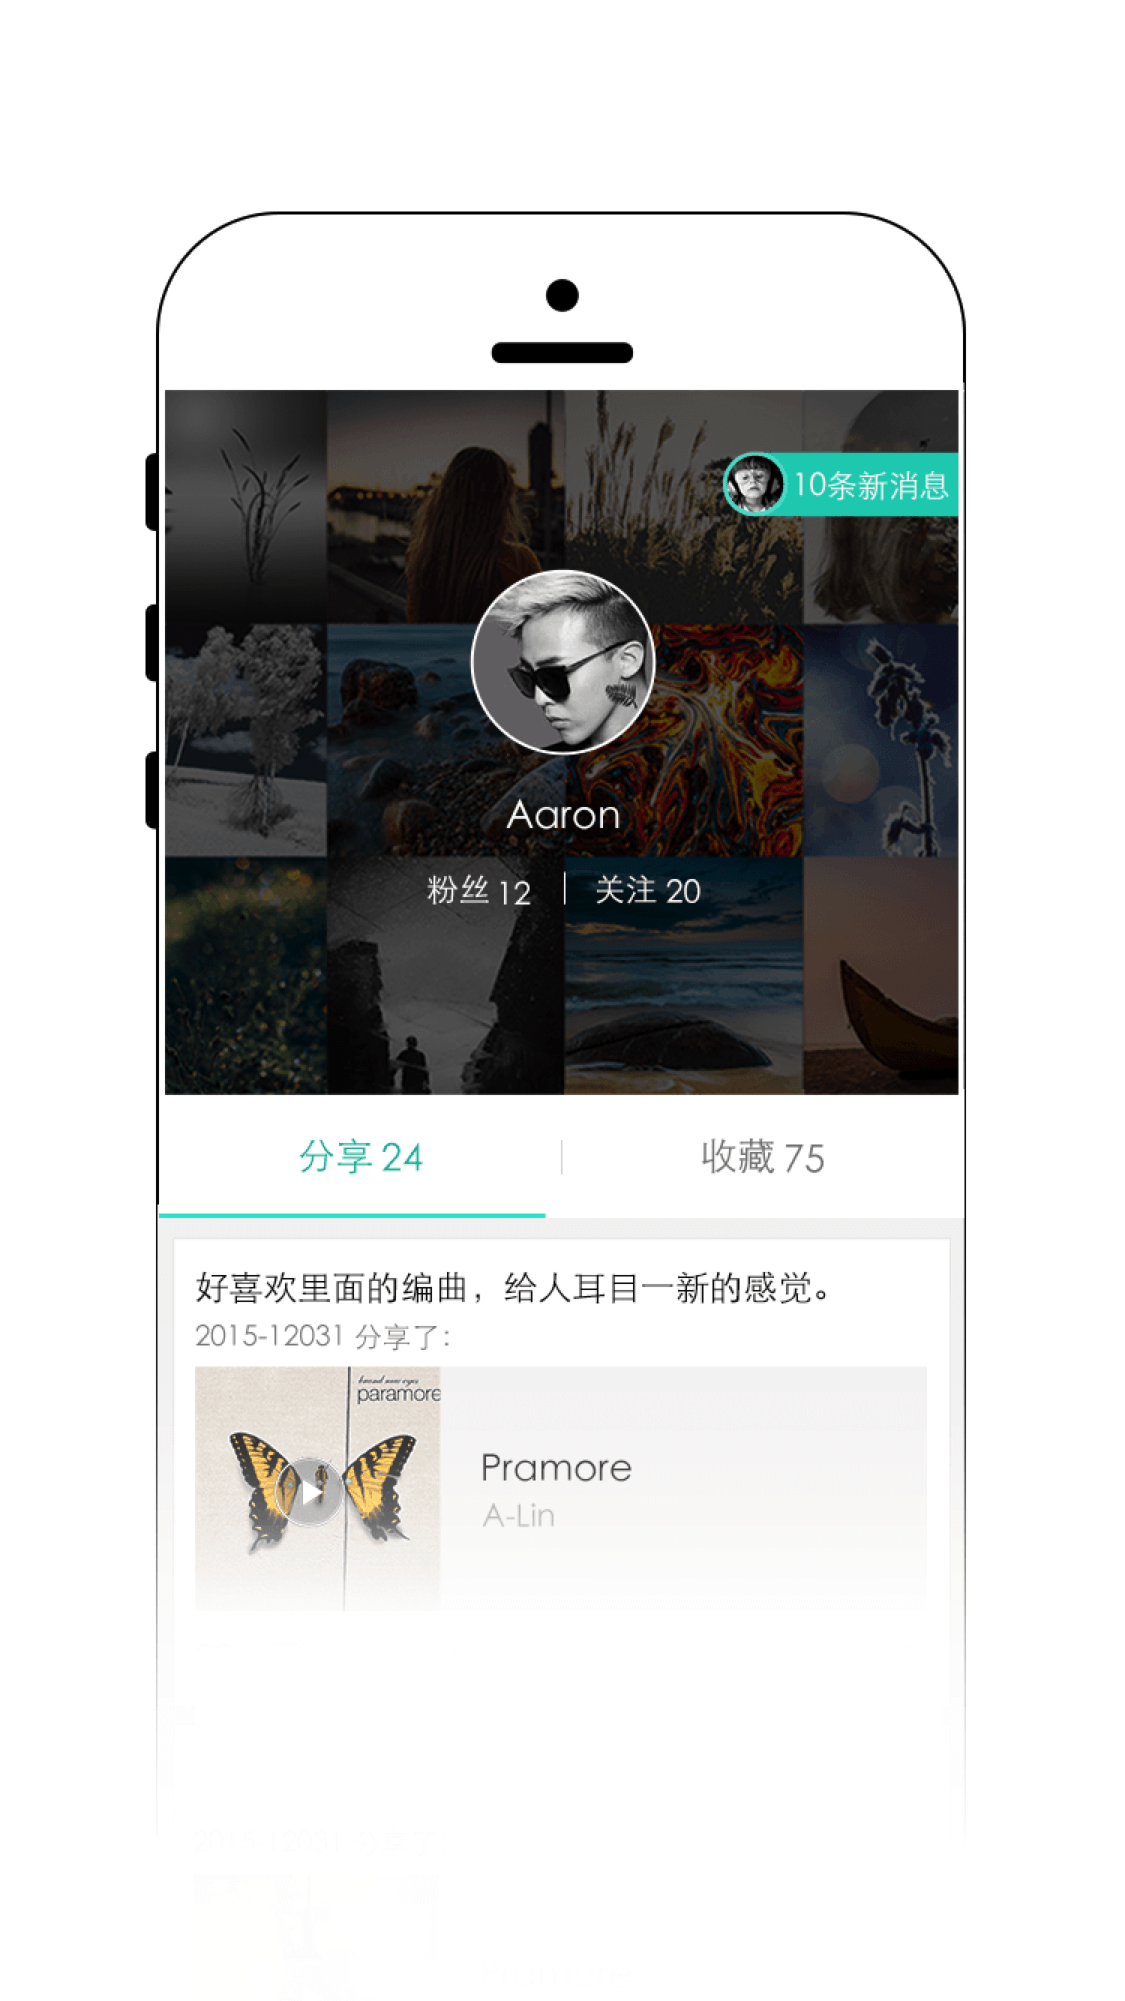 10条新消息
Aaron
粉丝 12 | 关注 20
分享 24
收藏 75
好喜欢里面的编曲，给人耳目一新的感觉。
2015-12031 分享了：
brand new eyes
paramore
Pramore
A-Lin